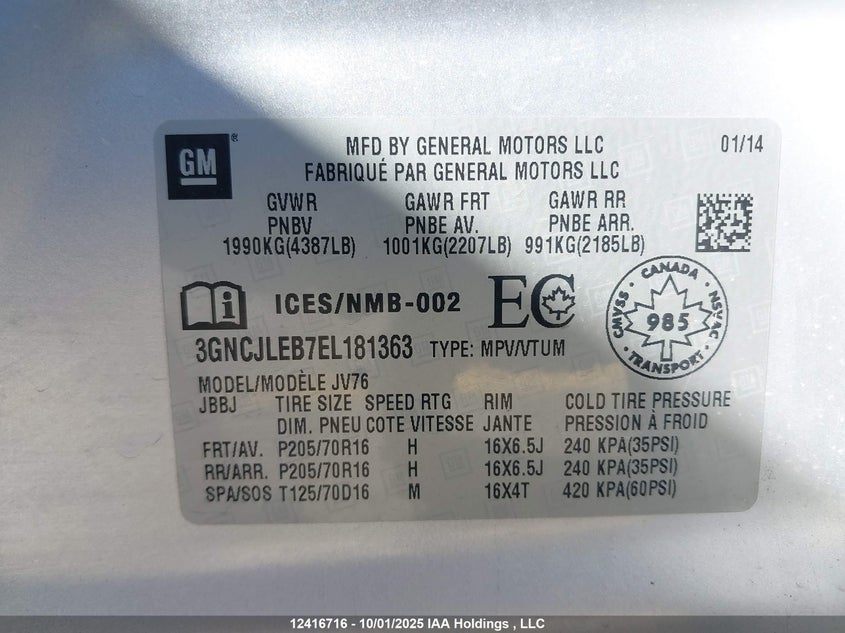 GM ® MFD BY GENERAL MOTORS LLC 01/14
FABRIQUÉ PAR GENERAL MOTORS LLC
GVWR GAWR FRT GAWR RR
PNBV PNBE AV. PNBE ARR.
1990KG(4387LB) 1001KG(2207LB) 991KG(2185LB)
i ICES/NMB-002 EC
CANADA
CMVSS 985 NSVAC
TRANSPORT
3GNCJLEB7EL181363 TYPE: MPV/VTUM
MODEL/MODÈLE JV76
JBBJ TIRE SIZE SPEED RTG RIM COLD TIRE PRESSURE
DIM. PNEU COTE VITESSE JANTE PRESSION À FROID
FRT/AV. P205/70R16 H 16X6.5J 240 KPA(35PSI)
RR/ARR. P205/70R16 H 16X6.5J 240 KPA(35PSI)
SPA/SOS T125/70D16 M 16X4T 420 KPA(60PSI)
12416716 - 10/01/2025 IAA Holdings , LLC